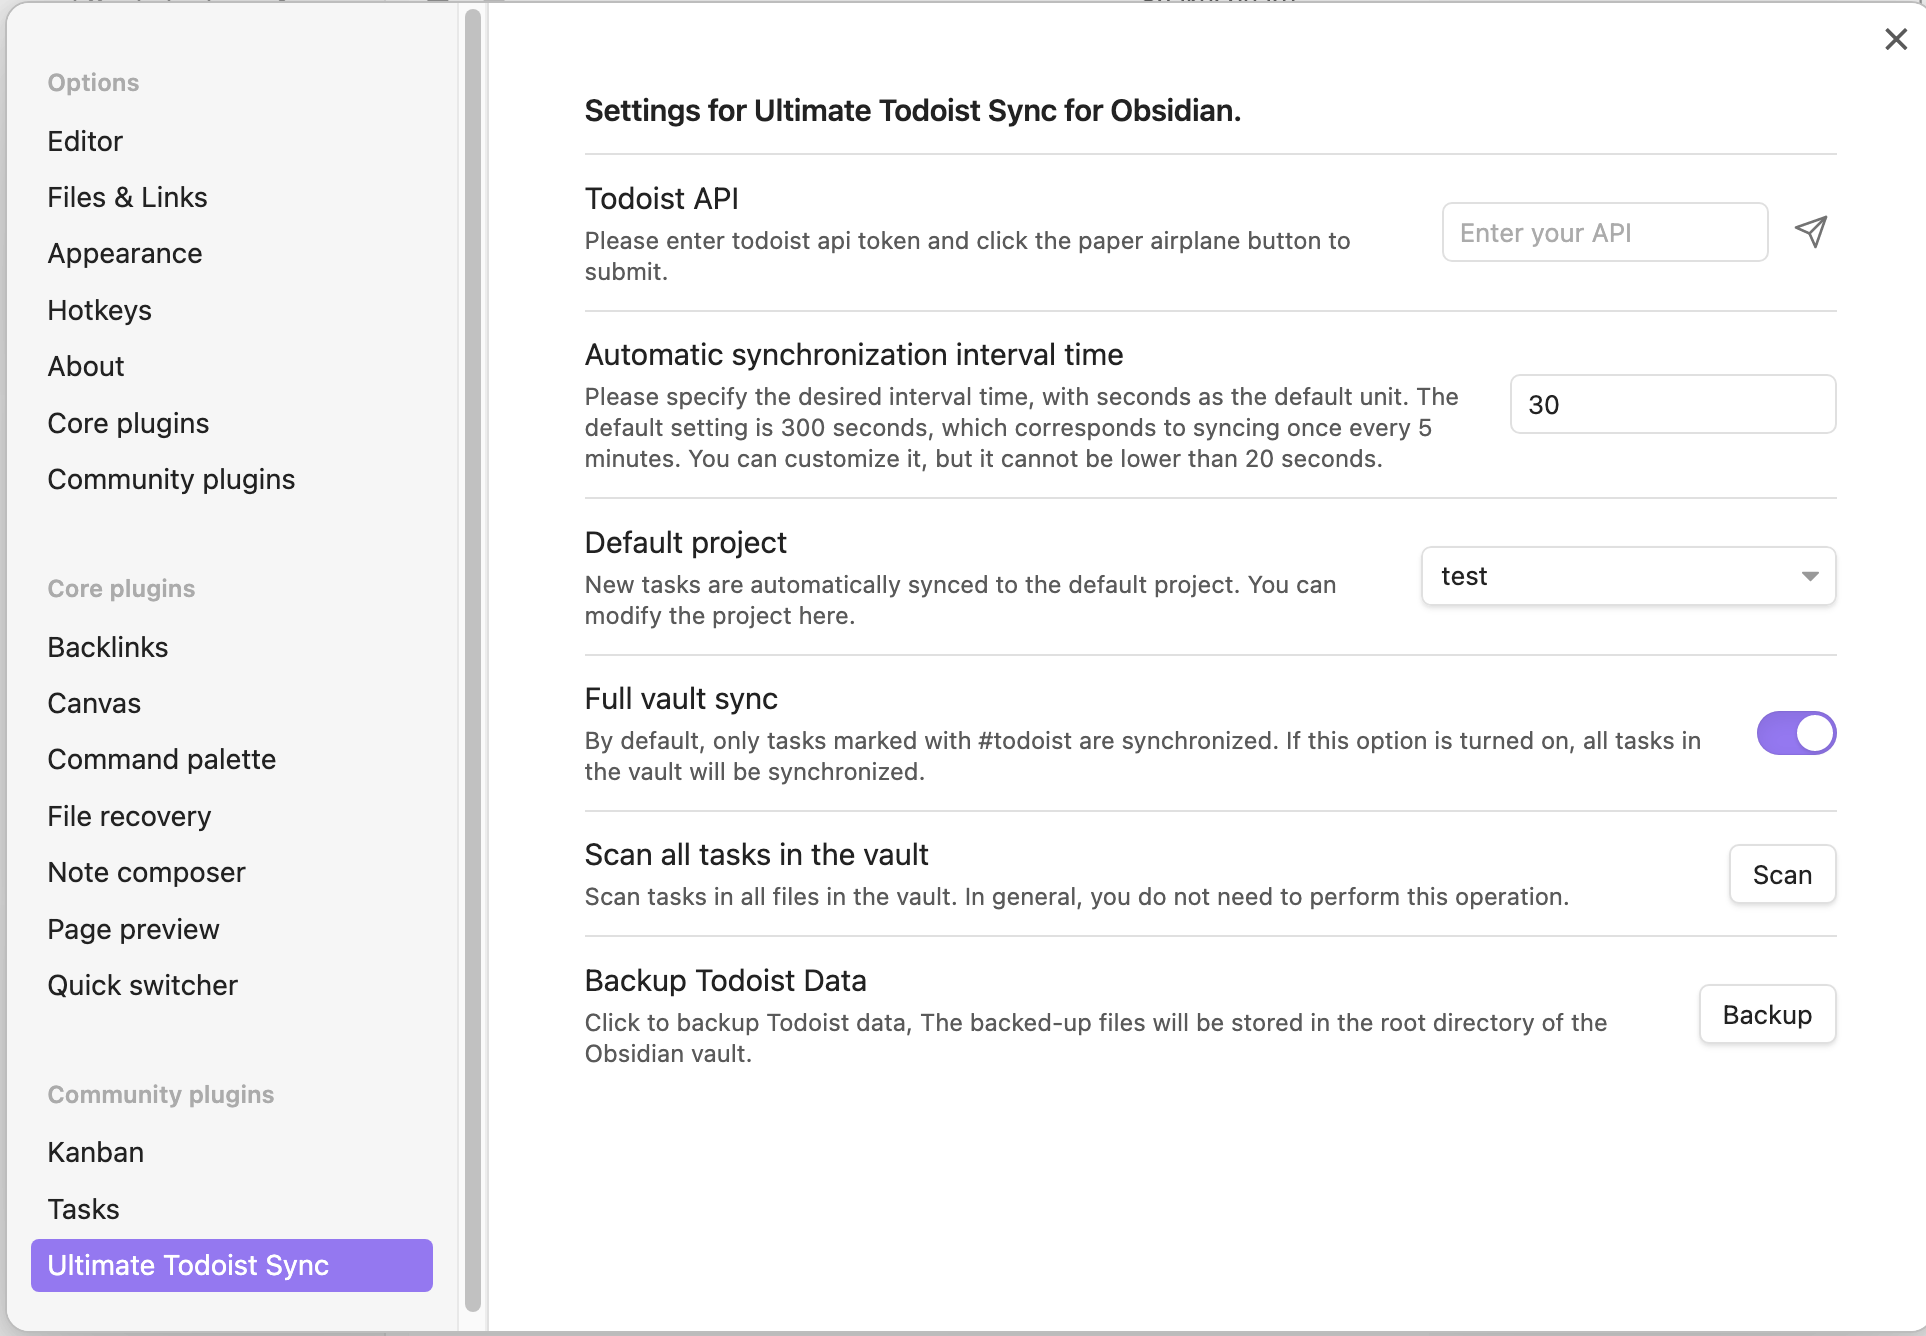 Options
Editor
Files & Links
Appearance
Hotkeys
About
Core plugins
Community plugins
Core plugins
Backlinks
Canvas
Command palette
File recovery
Note composer
Page preview
Quick switcher
Community plugins
Kanban
Tasks
Ultimate Todoist Sync
Settings for Ultimate Todoist Sync for Obsidian.
Todoist API
Please enter todoist api token and click the paper airplane button to
submit.
Enter your API
Automatic synchronization interval time
Please specify the desired interval time, with seconds as the default unit. The
default setting is 300 seconds, which corresponds to syncing once every 5
minutes. You can customize it, but it cannot be lower than 20 seconds.
30
Default project
New tasks are automatically synced to the default project. You can
modify the project here.
test
Full vault sync
By default, only tasks marked with #todoist are synchronized. If this option is turned on, all tasks in
the vault will be synchronized.
Scan all tasks in the vault
Scan tasks in all files in the vault. In general, you do not need to perform this operation.
Scan
Backup Todoist Data
Click to backup Todoist data, The backed-up files will be stored in the root directory of the
Obsidian vault.
Backup